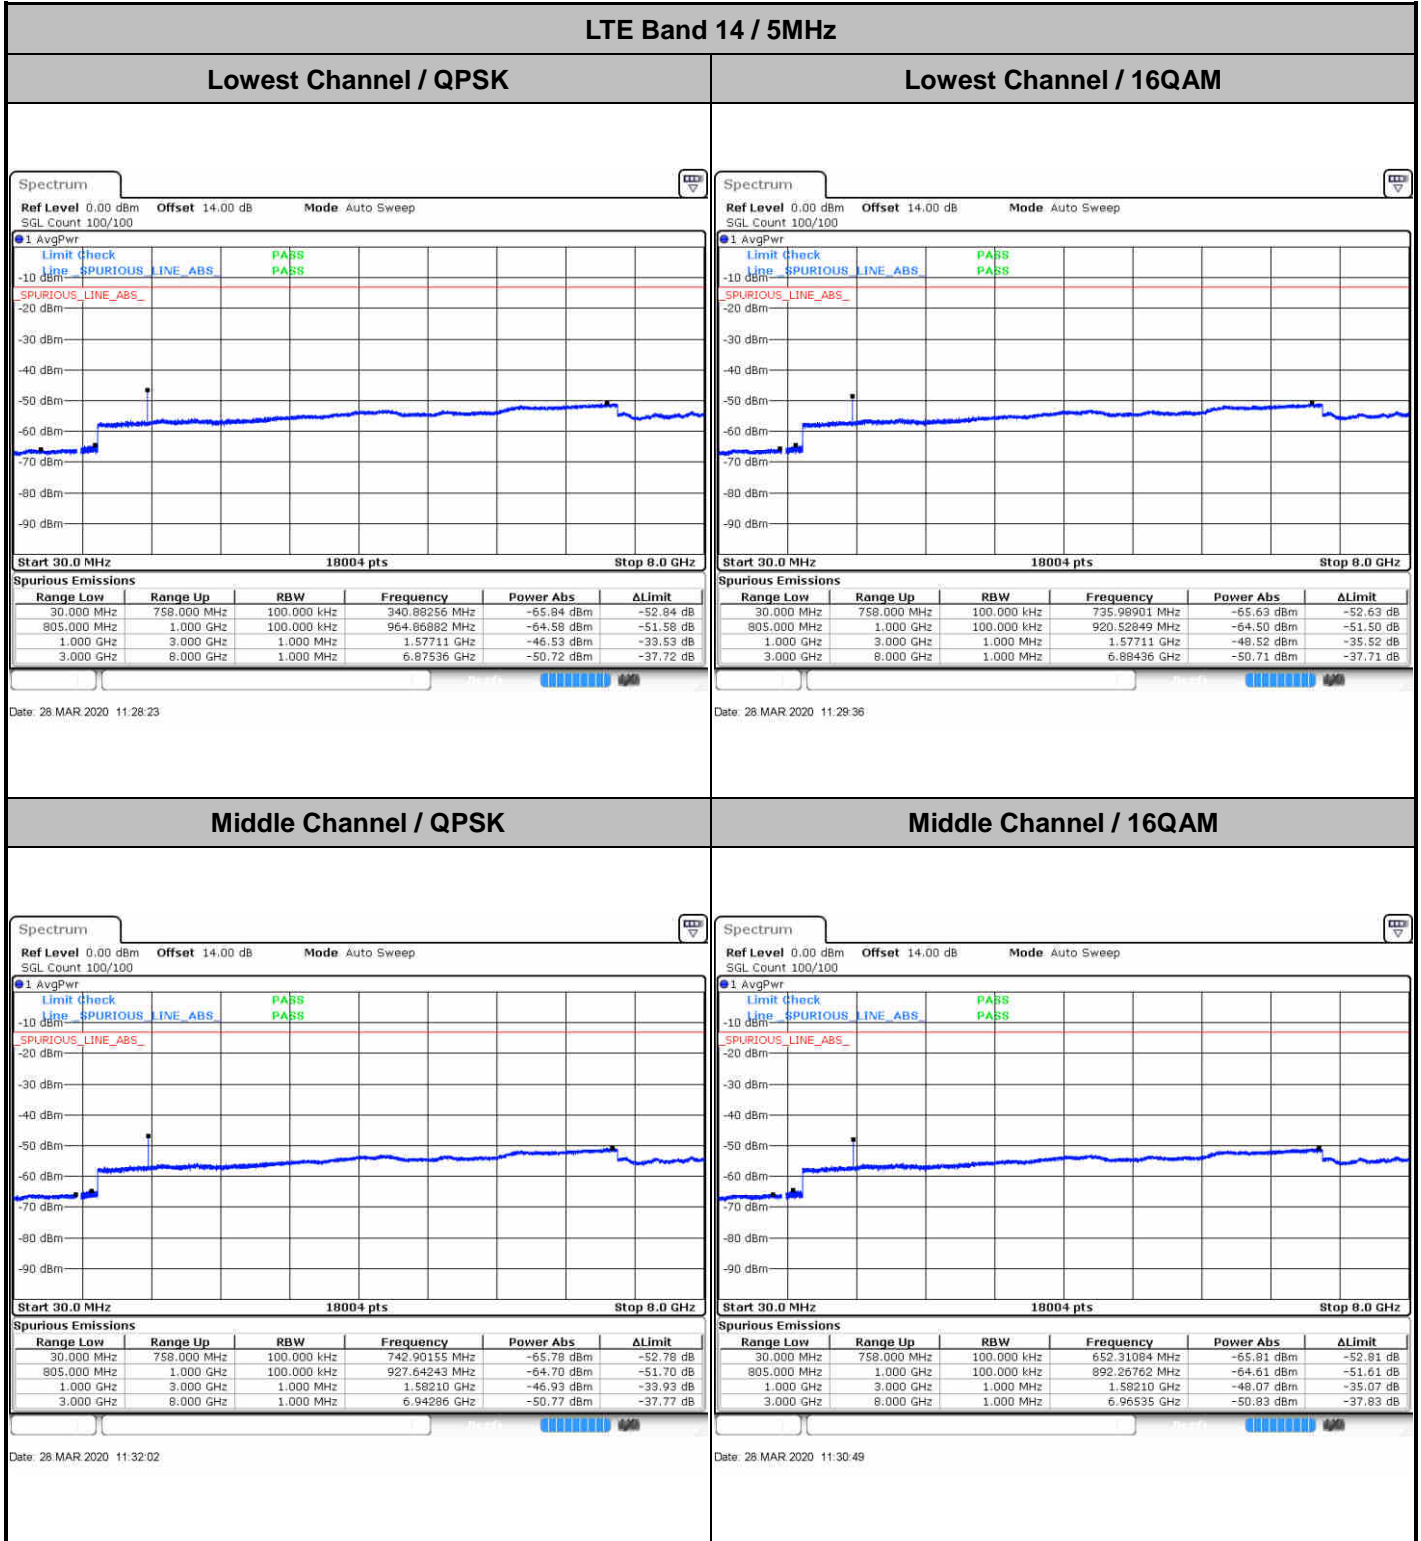 LTE Band 14 / 5MHz
Lowest Channel / QPSK
Lowest Channel / 16QAM
Spectrum
Ref Level 0.00 dBm Offset 14.00 dB Mode Auto Sweep
SGL Count 100/100
1 AvgPwr
Limit Check PASS
Line _SPURIOUS_LINE_ABS_ PASS
-10 dBm
_SPURIOUS_LINE_ABS_
-20 dBm
-30 dBm
-40 dBm
-50 dBm
-60 dBm
-70 dBm
-80 dBm
-90 dBm
Start 30.0 MHz 18004 pts Stop 8.0 GHz
Spurious Emissions
Range Low Range Up RBW Frequency Power Abs ΔLimit
30.000 MHz 758.000 MHz 100.000 kHz 340.88256 MHz -65.84 dBm -52.84 dB
805.000 MHz 1.000 GHz 100.000 kHz 964.86882 MHz -64.58 dBm -51.58 dB
1.000 GHz 3.000 GHz 1.000 MHz 1.57711 GHz -46.53 dBm -33.53 dB
3.000 GHz 8.000 GHz 1.000 MHz 6.87536 GHz -50.72 dBm -37.72 dB
Date: 28.MAR.2020 11:28:23
Spectrum
Ref Level 0.00 dBm Offset 14.00 dB Mode Auto Sweep
SGL Count 100/100
1 AvgPwr
Limit Check PASS
Line _SPURIOUS_LINE_ABS_ PASS
-10 dBm
_SPURIOUS_LINE_ABS_
-20 dBm
-30 dBm
-40 dBm
-50 dBm
-60 dBm
-70 dBm
-80 dBm
-90 dBm
Start 30.0 MHz 18004 pts Stop 8.0 GHz
Spurious Emissions
Range Low Range Up RBW Frequency Power Abs ΔLimit
30.000 MHz 758.000 MHz 100.000 kHz 735.98901 MHz -65.63 dBm -52.63 dB
805.000 MHz 1.000 GHz 100.000 kHz 920.52849 MHz -64.50 dBm -51.50 dB
1.000 GHz 3.000 GHz 1.000 MHz 1.57711 GHz -48.52 dBm -35.52 dB
3.000 GHz 8.000 GHz 1.000 MHz 6.88436 GHz -50.71 dBm -37.71 dB
Date: 28.MAR.2020 11:29:36
Middle Channel / QPSK
Middle Channel / 16QAM
Spectrum
Ref Level 0.00 dBm Offset 14.00 dB Mode Auto Sweep
SGL Count 100/100
1 AvgPwr
Limit Check PASS
Line _SPURIOUS_LINE_ABS_ PASS
-10 dBm
_SPURIOUS_LINE_ABS_
-20 dBm
-30 dBm
-40 dBm
-50 dBm
-60 dBm
-70 dBm
-80 dBm
-90 dBm
Start 30.0 MHz 18004 pts Stop 8.0 GHz
Spurious Emissions
Range Low Range Up RBW Frequency Power Abs ΔLimit
30.000 MHz 758.000 MHz 100.000 kHz 742.90155 MHz -65.78 dBm -52.78 dB
805.000 MHz 1.000 GHz 100.000 kHz 927.64243 MHz -64.70 dBm -51.70 dB
1.000 GHz 3.000 GHz 1.000 MHz 1.58210 GHz -46.93 dBm -33.93 dB
3.000 GHz 8.000 GHz 1.000 MHz 6.94286 GHz -50.77 dBm -37.77 dB
Date: 28.MAR.2020 11:32:02
Spectrum
Ref Level 0.00 dBm Offset 14.00 dB Mode Auto Sweep
SGL Count 100/100
1 AvgPwr
Limit Check PASS
Line _SPURIOUS_LINE_ABS_ PASS
-10 dBm
_SPURIOUS_LINE_ABS_
-20 dBm
-30 dBm
-40 dBm
-50 dBm
-60 dBm
-70 dBm
-80 dBm
-90 dBm
Start 30.0 MHz 18004 pts Stop 8.0 GHz
Spurious Emissions
Range Low Range Up RBW Frequency Power Abs ΔLimit
30.000 MHz 758.000 MHz 100.000 kHz 652.31084 MHz -65.81 dBm -52.81 dB
805.000 MHz 1.000 GHz 100.000 kHz 892.26762 MHz -64.61 dBm -51.61 dB
1.000 GHz 3.000 GHz 1.000 MHz 1.58210 GHz -48.07 dBm -35.07 dB
3.000 GHz 8.000 GHz 1.000 MHz 6.96535 GHz -50.83 dBm -37.83 dB
Date: 28.MAR.2020 11:30:49